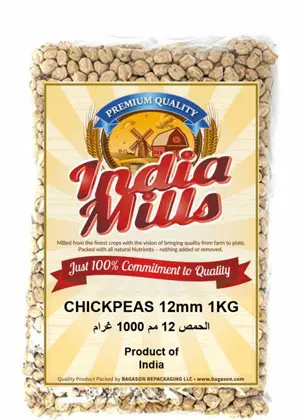 PREMIUM QUALITY
India
Mills
Milled from the finest crops with the vision of bringing quality from farm to plate.
Packed with all natural Nutrients – nothing added or removed.
Just 100% Commitment to Quality
CHICKPEAS 12mm 1KG
الحمص 12 مم 1000 غرام
Product of
India
Quality Product Packed by BAGASON REPACKAGING LLC • www.bagason.com